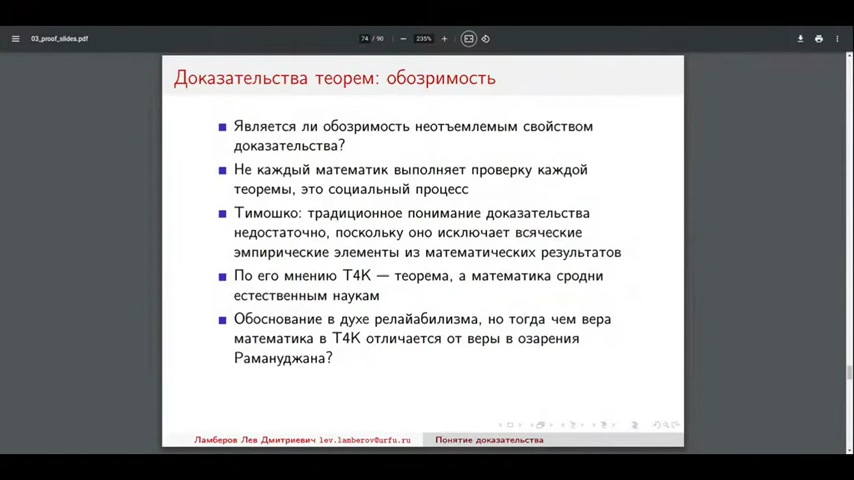 03_proof_slides.pdf
74 / 90
235%
Доказательства теорем: обозримость
Является ли обозримость неотъемлемым свойством
доказательства?
Не каждый математик выполняет проверку каждой
теоремы, это социальный процесс
Тимошко: традиционное понимание доказательства
недостаточно, поскольку оно исключает всяческие
эмпирические элементы из математических результатов
По его мнению Т4К — теорема, а математика сродни
естественным наукам
Обоснование в духе релайабилизма, но тогда чем вера
математика в Т4К отличается от веры в озарения
Рамануджана?
Ламберов Лев Дмитриевич lev.lamberov@urfu.ru
Понятие доказательства